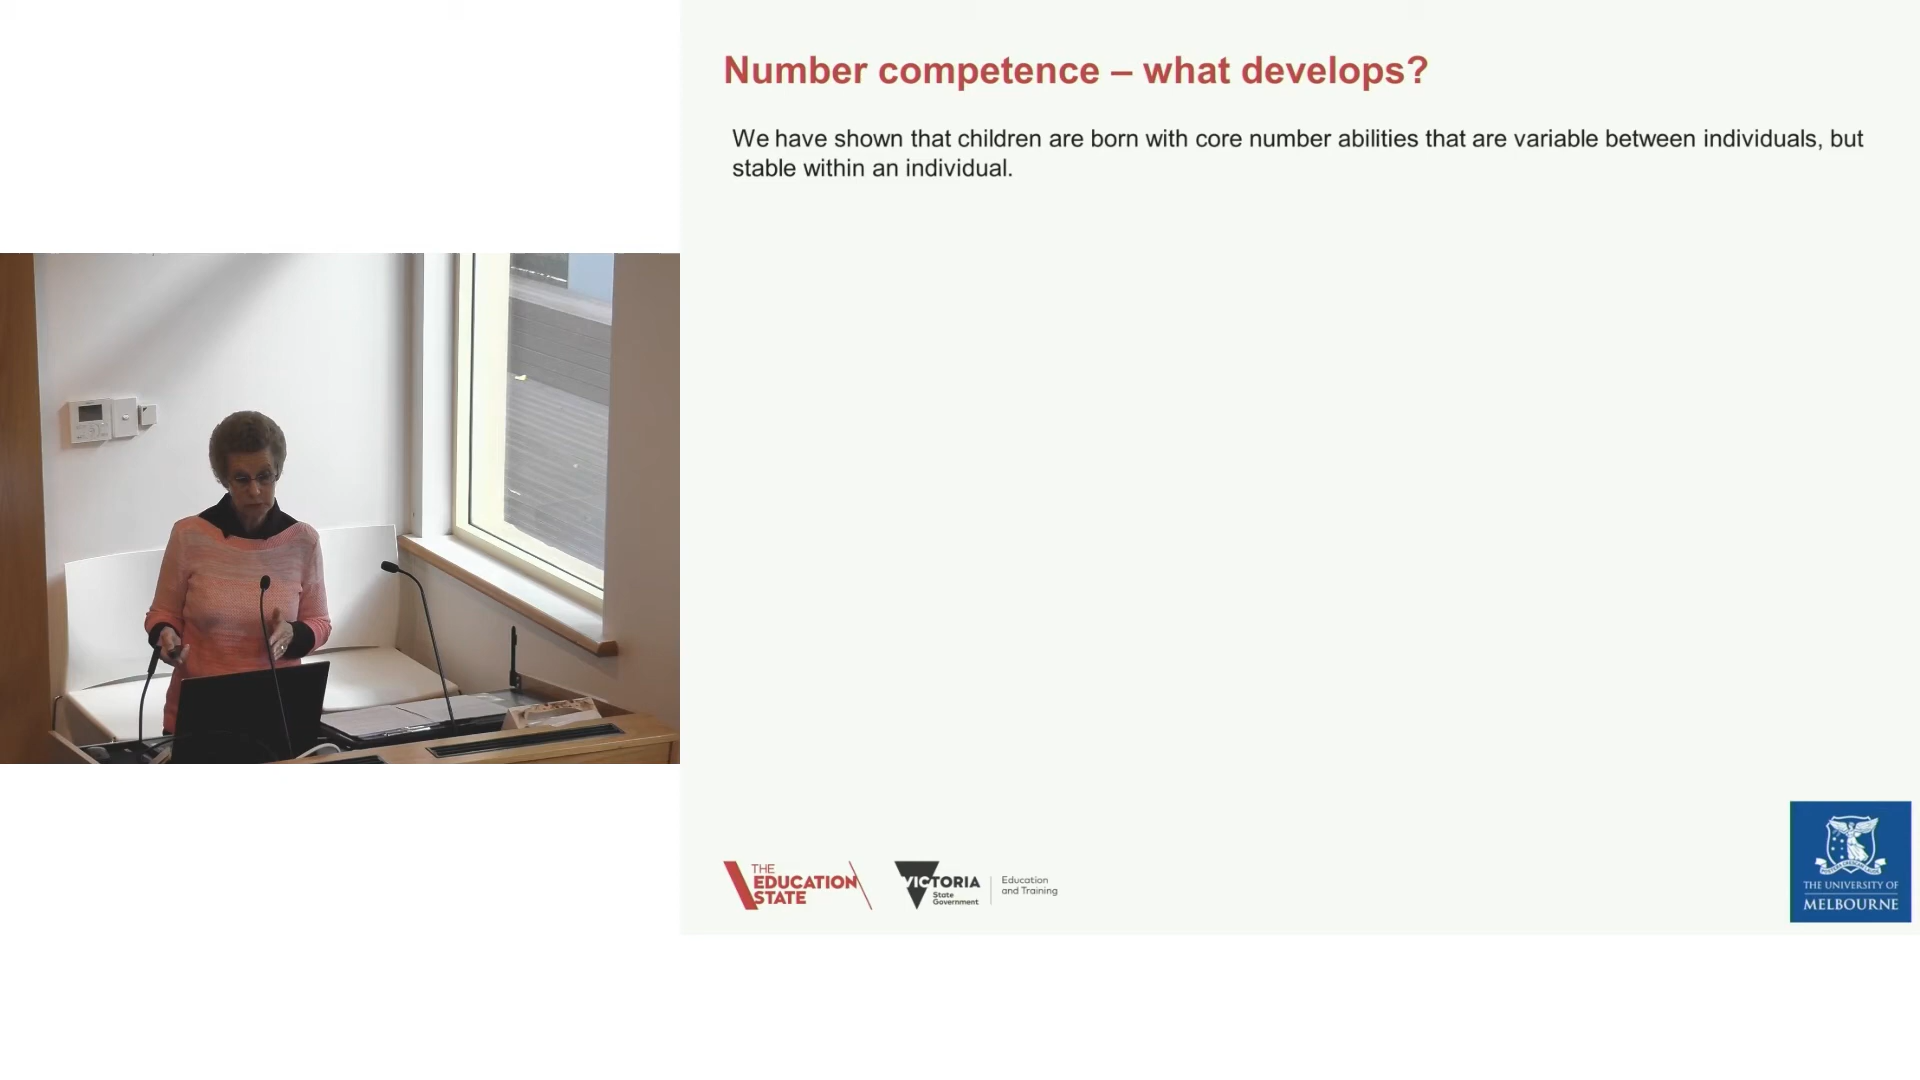 Number competence – what develops?
We have shown that children are born with core number abilities that are variable between individuals, but
stable within an individual.
THE
EDUCATION
STATE
VICTORIA
State
Government
Education
and Training
THE UNIVERSITY OF
MELBOURNE